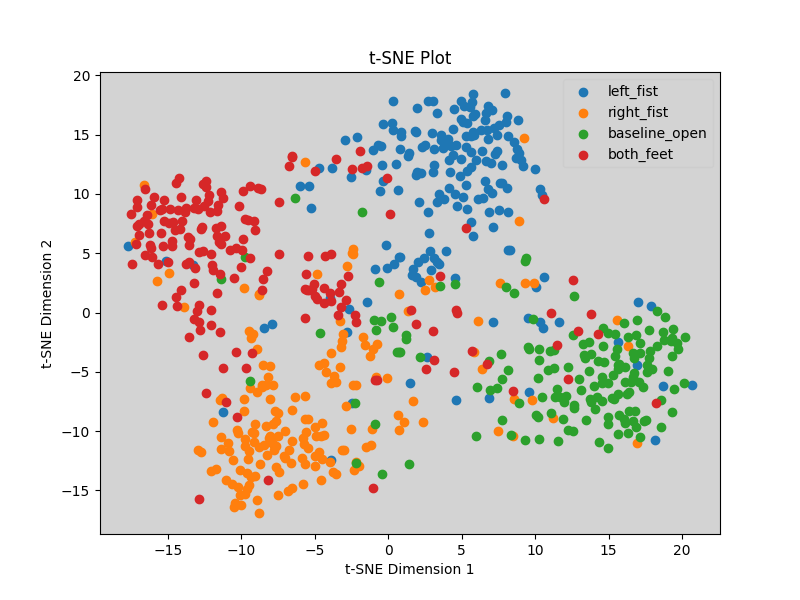 t-SNE Plot
left_fist
right_fist
baseline_open
both_feet
20
15
10
5
0
−5
−10
−15
t-SNE Dimension 2
−15 −10 −5 0 5 10 15 20
t-SNE Dimension 1